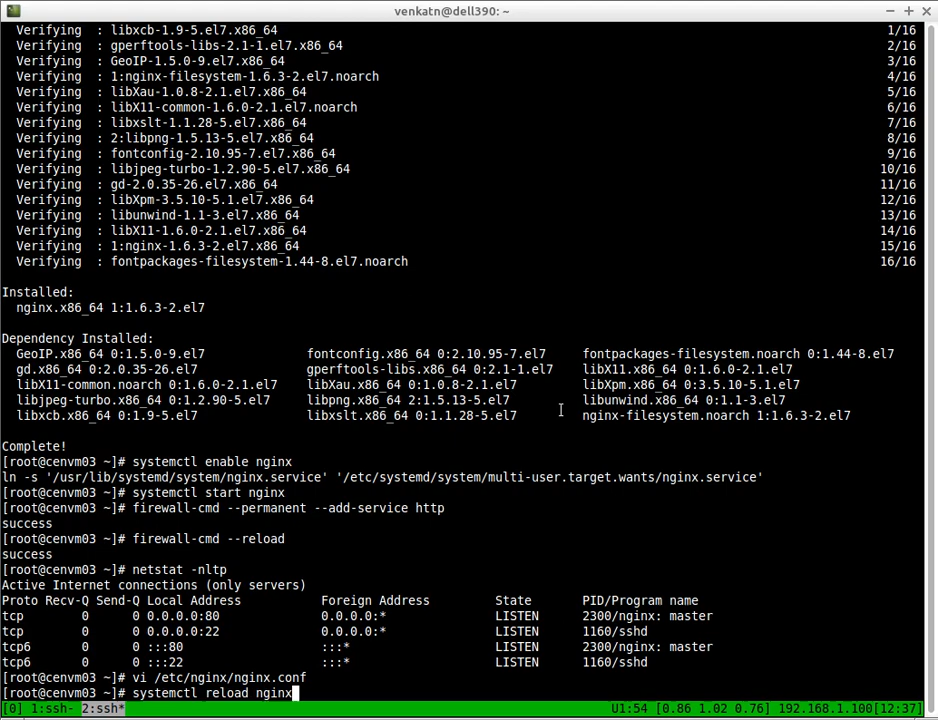 venkatn@dell390: ~
Verifying  : libxcb-1.9-5.el7.x86_64 1/16
Verifying  : gperftools-libs-2.1-1.el7.x86_64 2/16
Verifying  : GeoIP-1.5.0-9.el7.x86_64 3/16
Verifying  : 1:nginx-filesystem-1.6.3-2.el7.noarch 4/16
Verifying  : libXau-1.0.8-2.1.el7.x86_64 5/16
Verifying  : libX11-common-1.6.0-2.1.el7.noarch 6/16
Verifying  : libxslt-1.1.28-5.el7.x86_64 7/16
Verifying  : 2:libpng-1.5.13-5.el7.x86_64 8/16
Verifying  : fontconfig-2.10.95-7.el7.x86_64 9/16
Verifying  : libjpeg-turbo-1.2.90-5.el7.x86_64 10/16
Verifying  : gd-2.0.35-26.el7.x86_64 11/16
Verifying  : libXpm-3.5.10-5.1.el7.x86_64 12/16
Verifying  : libunwind-1.1-3.el7.x86_64 13/16
Verifying  : libX11-1.6.0-2.1.el7.x86_64 14/16
Verifying  : 1:nginx-1.6.3-2.el7.x86_64 15/16
Verifying  : fontpackages-filesystem-1.44-8.el7.noarch 16/16
Installed:
nginx.x86_64 1:1.6.3-2.el7
Dependency Installed:
GeoIP.x86_64 0:1.5.0-9.el7 fontconfig.x86_64 0:2.10.95-7.el7 fontpackages-filesystem.noarch 0:1.44-8.el7
gd.x86_64 0:2.0.35-26.el7 gperftools-libs.x86_64 0:2.1-1.el7 libX11.x86_64 0:1.6.0-2.1.el7
libX11-common.noarch 0:1.6.0-2.1.el7 libXau.x86_64 0:1.0.8-2.1.el7 libXpm.x86_64 0:3.5.10-5.1.el7
libjpeg-turbo.x86_64 0:1.2.90-5.el7 libpng.x86_64 2:1.5.13-5.el7 libunwind.x86_64 0:1.1-3.el7
libxcb.x86_64 0:1.9-5.el7 libxslt.x86_64 0:1.1.28-5.el7 nginx-filesystem.noarch 1:1.6.3-2.el7
Complete!
[root@cenvm03 ~]# systemctl enable nginx
ln -s '/usr/lib/systemd/system/nginx.service' '/etc/systemd/system/multi-user.target.wants/nginx.service'
[root@cenvm03 ~]# systemctl start nginx
[root@cenvm03 ~]# firewall-cmd --permanent --add-service http
success
[root@cenvm03 ~]# firewall-cmd --reload
success
[root@cenvm03 ~]# netstat -nltp
Active Internet connections (only servers)
Proto Recv-Q Send-Q Local Address Foreign Address State PID/Program name
tcp 0 0 0.0.0.0:80 0.0.0.0:* LISTEN 2300/nginx: master
tcp 0 0 0.0.0.0:22 0.0.0.0:* LISTEN 1160/sshd
tcp6 0 0 :::80 :::* LISTEN 2300/nginx: master
tcp6 0 0 :::22 :::* LISTEN 1160/sshd
[root@cenvm03 ~]# vi /etc/nginx/nginx.conf
[root@cenvm03 ~]# systemctl reload nginx
[0] 1:ssh- 2:ssh* U1:54 [0.86 1.02 0.76] 192.168.1.100[12:37]